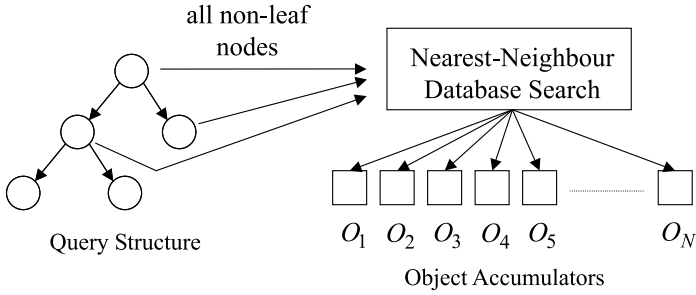 all non-leaf
nodes
Nearest-Neighbour
Database Search
O1 O2 O3 O4 O5 ON
Query Structure
Object Accumulators